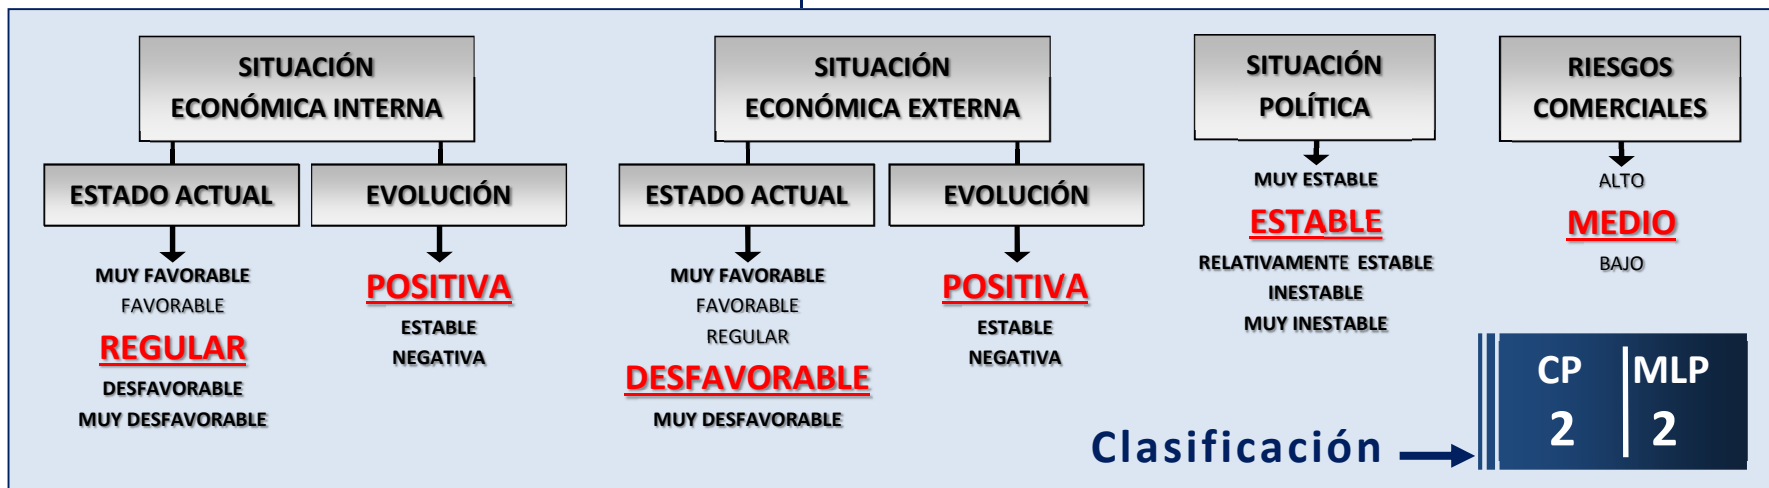 SITUACIÓN
ECONÓMICA INTERNA
ESTADO ACTUAL
MUY FAVORABLE
FAVORABLE
REGULAR
DESFAVORABLE
MUY DESFAVORABLE
EVOLUCIÓN
POSITIVA
ESTABLE
NEGATIVA
SITUACIÓN
ECONÓMICA EXTERNA
ESTADO ACTUAL
MUY FAVORABLE
FAVORABLE
REGULAR
DESFAVORABLE
MUY DESFAVORABLE
EVOLUCIÓN
POSITIVA
ESTABLE
NEGATIVA
SITUACIÓN
POLÍTICA
MUY ESTABLE
ESTABLE
RELATIVAMENTE ESTABLE
INESTABLE
MUY INESTABLE
RIESGOS
COMERCIALES
ALTO
MEDIO
BAJO
Clasificación
CP MLP
2 2